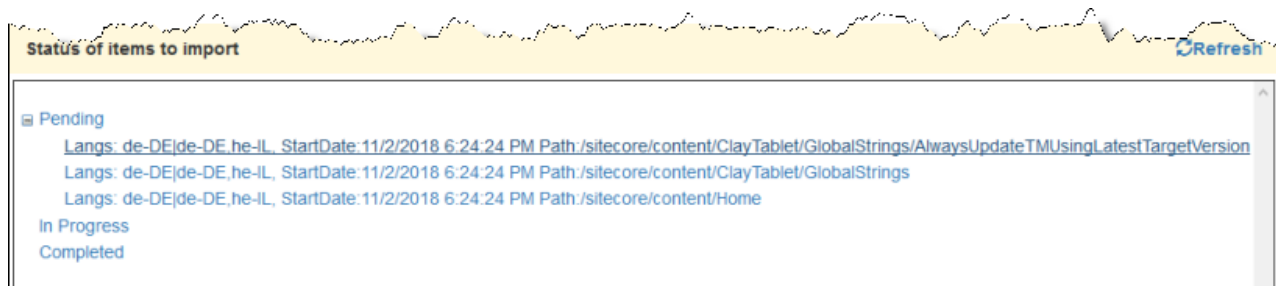 Status of items to import
Refresh
Pending
Langs: de-DE|de-DE,he-IL, StartDate:11/2/2018 6:24:24 PM Path:/sitecore/content/ClayTablet/GlobalStrings/AlwaysUpdateTMUsingLatestTargetVersion
Langs: de-DE|de-DE,he-IL, StartDate:11/2/2018 6:24:24 PM Path:/sitecore/content/ClayTablet/GlobalStrings
Langs: de-DE|de-DE,he-IL, StartDate:11/2/2018 6:24:24 PM Path:/sitecore/content/Home
In Progress
Completed